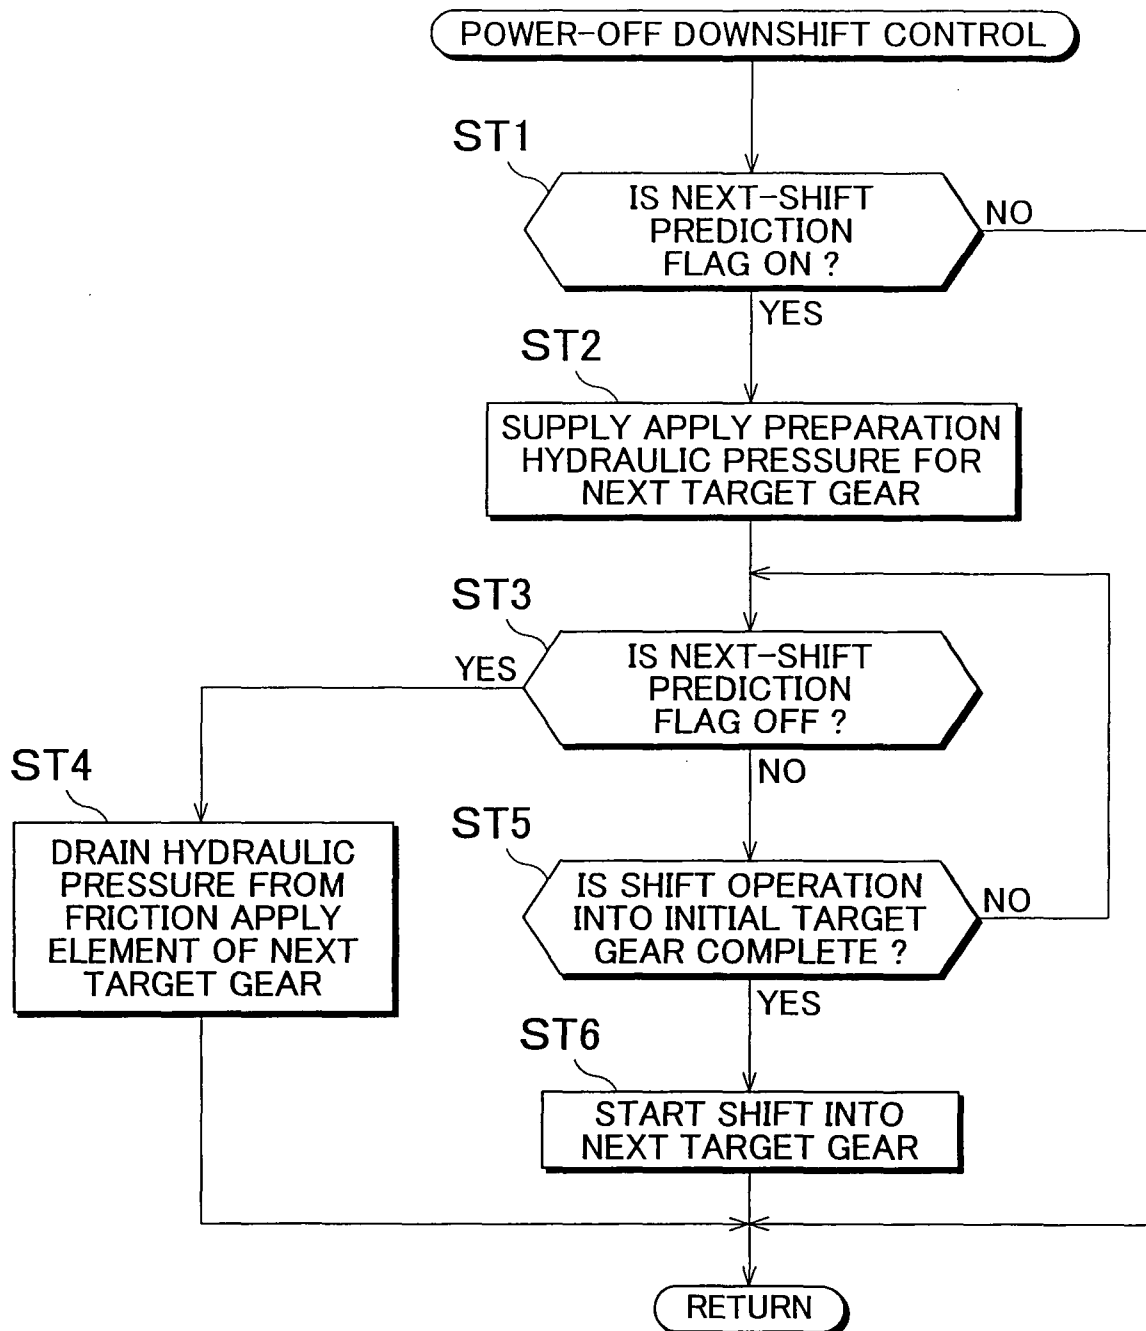 POWER-OFF DOWNSHIFT CONTROL
ST1
IS NEXT-SHIFT
PREDICTION
FLAG ON ?
NO
YES
ST2
SUPPLY APPLY PREPARATION
HYDRAULIC PRESSURE FOR
NEXT TARGET GEAR
ST3
IS NEXT-SHIFT
PREDICTION
FLAG OFF ?
YES
NO
ST4
DRAIN HYDRAULIC
PRESSURE FROM
FRICTION APPLY
ELEMENT OF NEXT
TARGET GEAR
ST5
IS SHIFT OPERATION
INTO INITIAL TARGET
GEAR COMPLETE ?
NO
YES
ST6
START SHIFT INTO
NEXT TARGET GEAR
RETURN